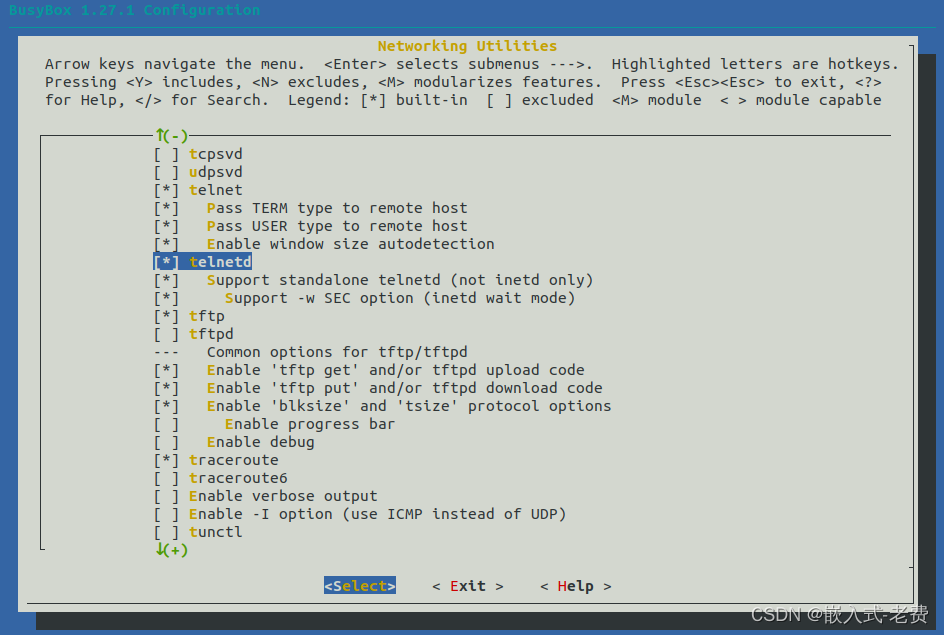 BusyBox 1.27.1 Configuration
Networking Utilities
Arrow keys navigate the menu.  <Enter> selects submenus --->.  Highlighted letters are hotkeys.
Pressing <Y> includes, <N> excludes, <M> modularizes features.  Press <Esc><Esc> to exit, <?>
for Help, </> for Search.  Legend: [*] built-in  [ ] excluded  <M> module  < > module capable
↑(-)
[ ] tcpsvd
[ ] udpsvd
[*] telnet
[*]   Pass TERM type to remote host
[*]   Pass USER type to remote host
[*]   Enable window size autodetection
[*] telnetd
[*]   Support standalone telnetd (not inetd only)
[*]     Support -w SEC option (inetd wait mode)
[*] tftp
[ ] tftpd
---   Common options for tftp/tftpd
[*]   Enable 'tftp get' and/or tftpd upload code
[*]   Enable 'tftp put' and/or tftpd download code
[*]   Enable 'blksize' and 'tsize' protocol options
[ ]     Enable progress bar
[ ]   Enable debug
[*] traceroute
[ ] traceroute6
[ ] Enable verbose output
[ ] Enable -I option (use ICMP instead of UDP)
[ ] tunctl
↓(+)
<Select>    < Exit >    < Help >
CSDN @嵌入式-老费